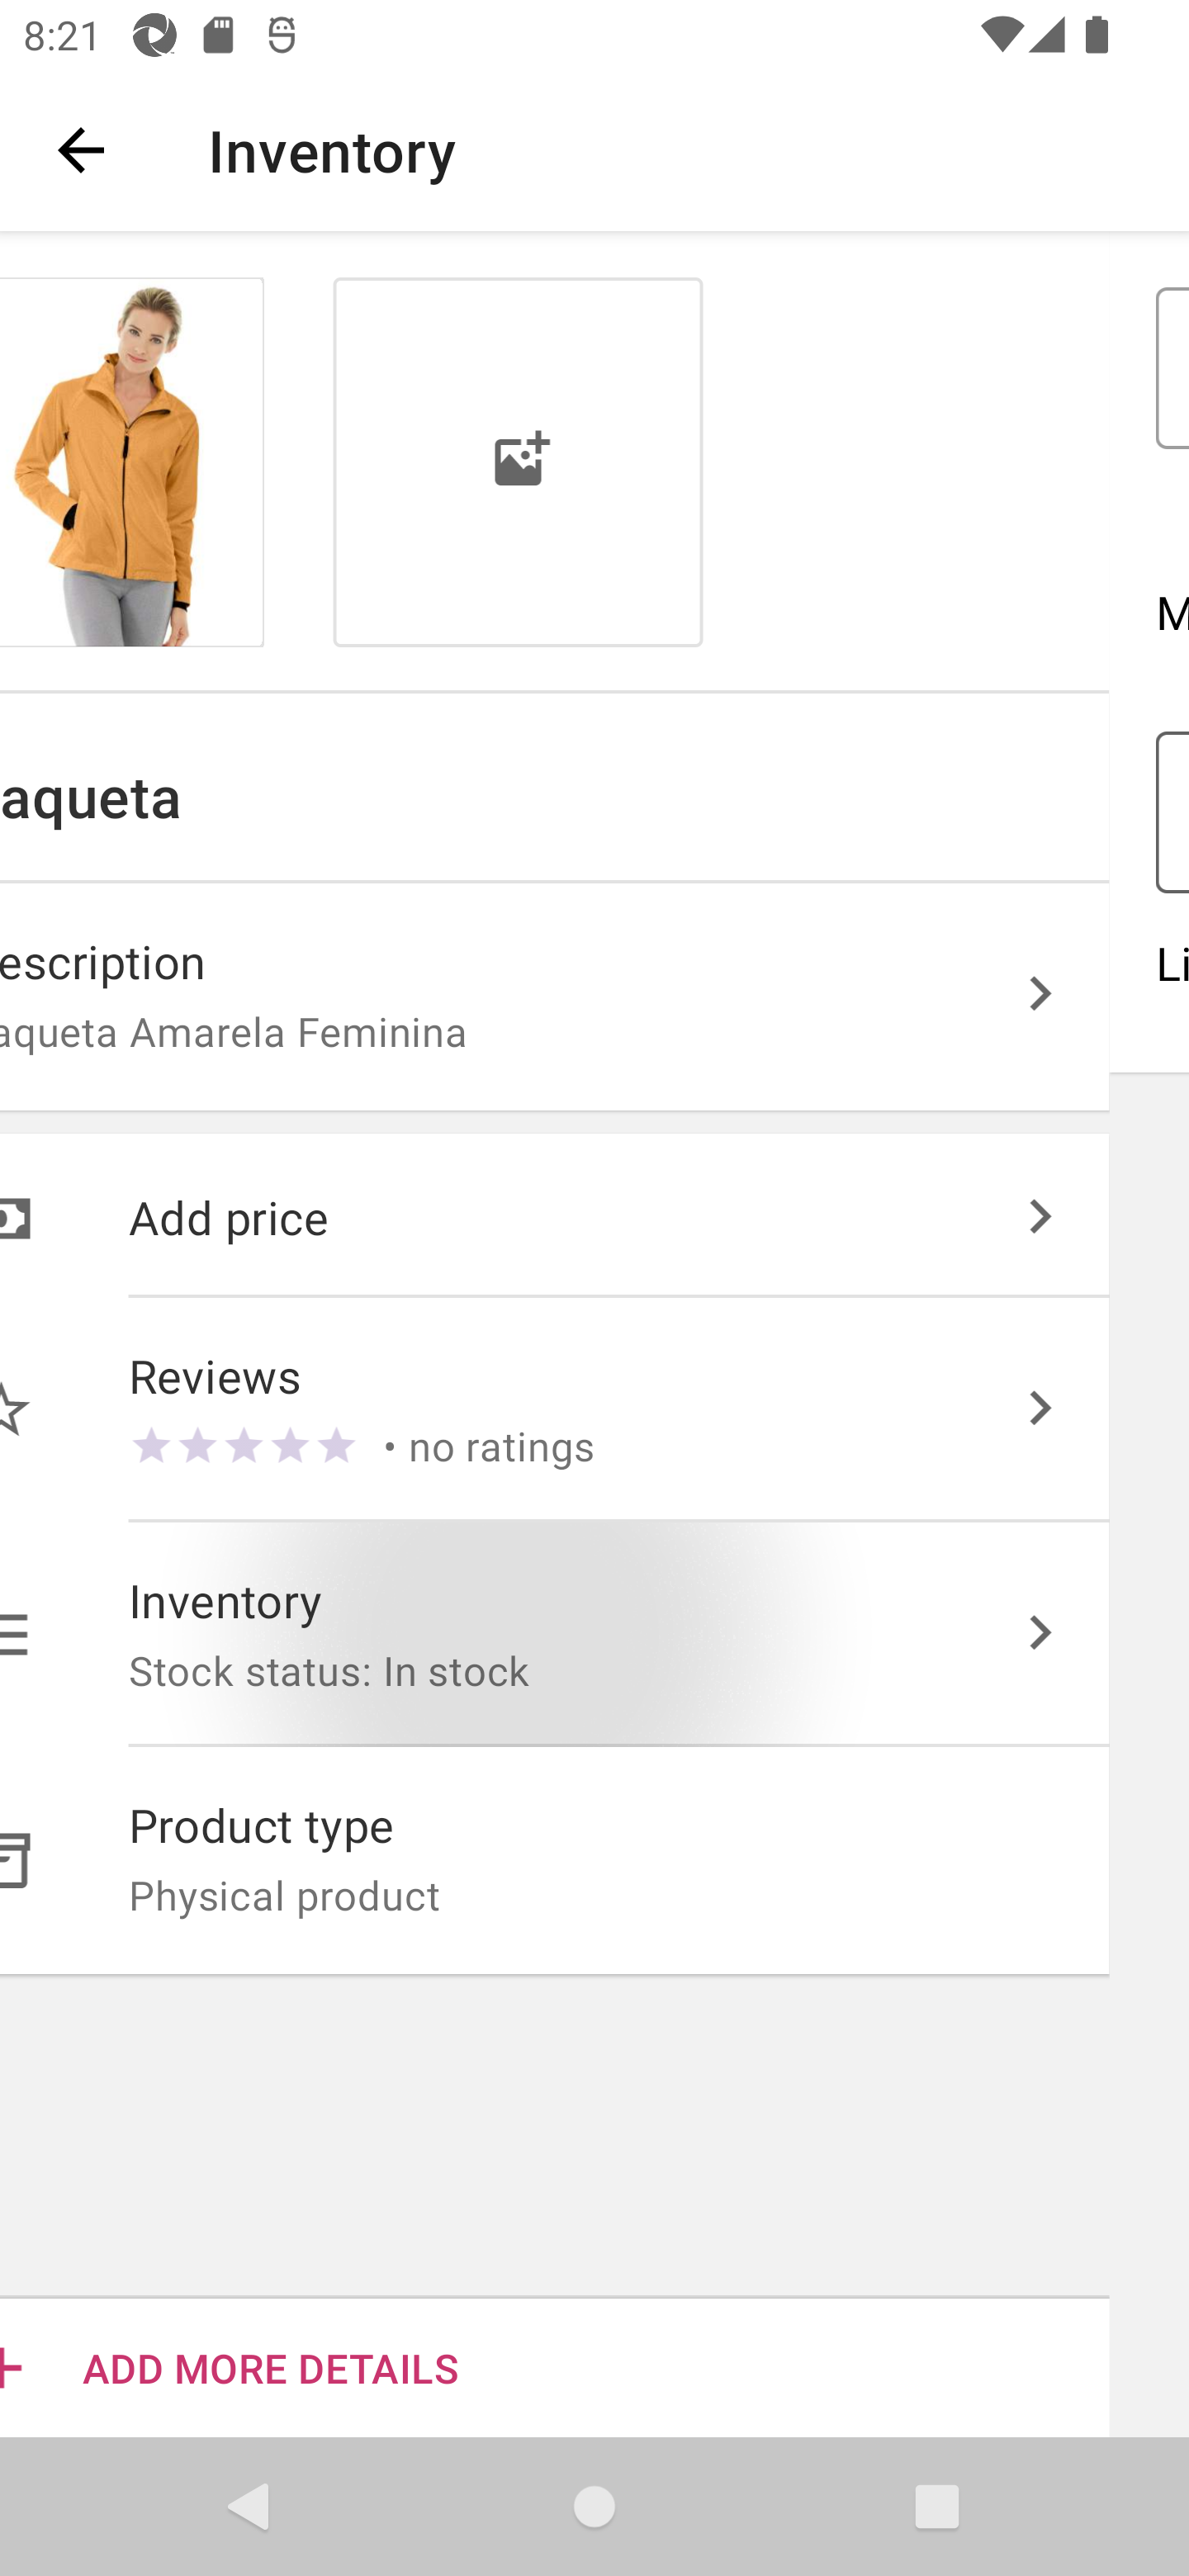 8:21
Inventory
aqueta
escription
aqueta Amarela Feminina
Add price
Reviews
• no ratings
Inventory
Stock status: In stock
Product type
Physical product
ADD MORE DETAILS
M
Li